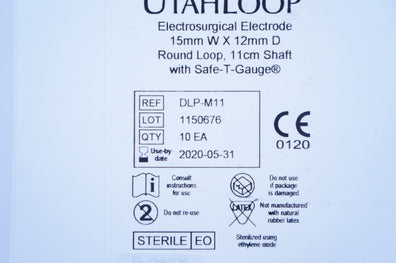 UTAHLOOP
Electrosurgical Electrode
15mm W X 12mm D
Round Loop, 11cm Shaft
with Safe-T-Gauge®
REF DLP-M11
LOT 1150676
QTY 10 EA
Use-by date 2020-05-31
CE
0120
i Consult instructions for use
Do not use if package is damaged
2 Do not re-use
LATEX Not manufactured with natural rubber latex
STERILE EO
Sterilized using ethylene oxide